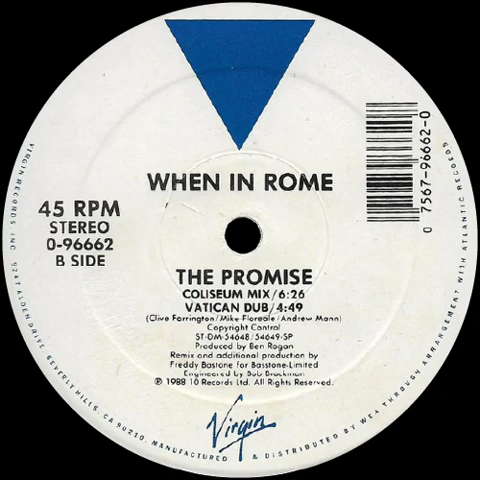 WHEN IN ROME
45 RPM
STEREO
0-96662
B SIDE
0 7567-96662-0
THE PROMISE
COLISEUM MIX/6:26
VATICAN DUB/4:49
(Clive Farrington/Mike Floreale/Andrew Mann)
Copyright Control
ST-DM-54648/54649-SP
Produced by Ben Rogan
Remix and additional production by
Freddy Bastone for Basstone-Limited
Engineered by Bob Brockman
℗ 1988 10 Records Ltd. All Rights Reserved.
Virgin
VIRGIN RECORDS, INC. 9247 ALDEN DRIVE, BEVERLY HILLS, CA 90210. MANUFACTURED & DISTRIBUTED BY WEA THROUGH ARRANGEMENT WITH ATLANTIC RECORDS